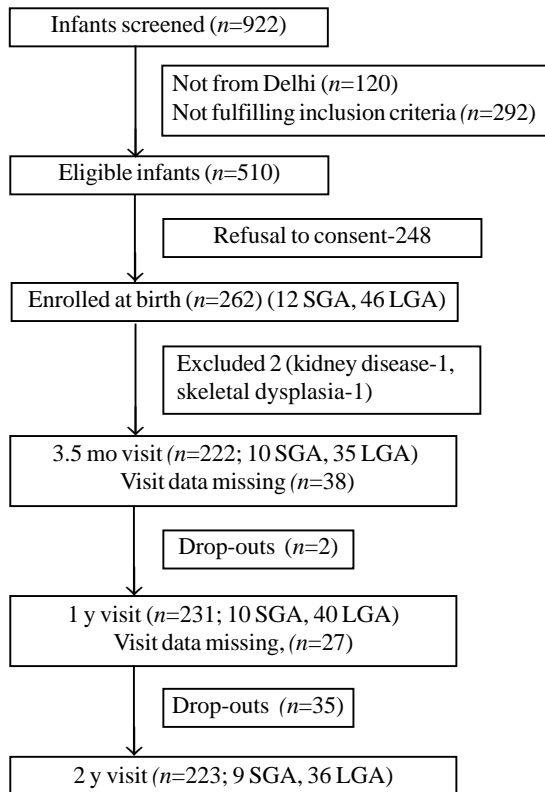 Infants screened (n=922)
Not from Delhi (n=120)
Not fulfilling inclusion criteria (n=292)
Eligible infants (n=510)
Refusal to consent-248
Enrolled at birth (n=262) (12 SGA, 46 LGA)
Excluded 2 (kidney disease-1,
skeletal dysplasia-1)
3.5 mo visit (n=222; 10 SGA, 35 LGA)
Visit data missing (n=38)
Drop-outs (n=2)
1 y visit (n=231; 10 SGA, 40 LGA)
Visit data missing, (n=27)
Drop-outs (n=35)
2 y visit (n=223; 9 SGA, 36 LGA)